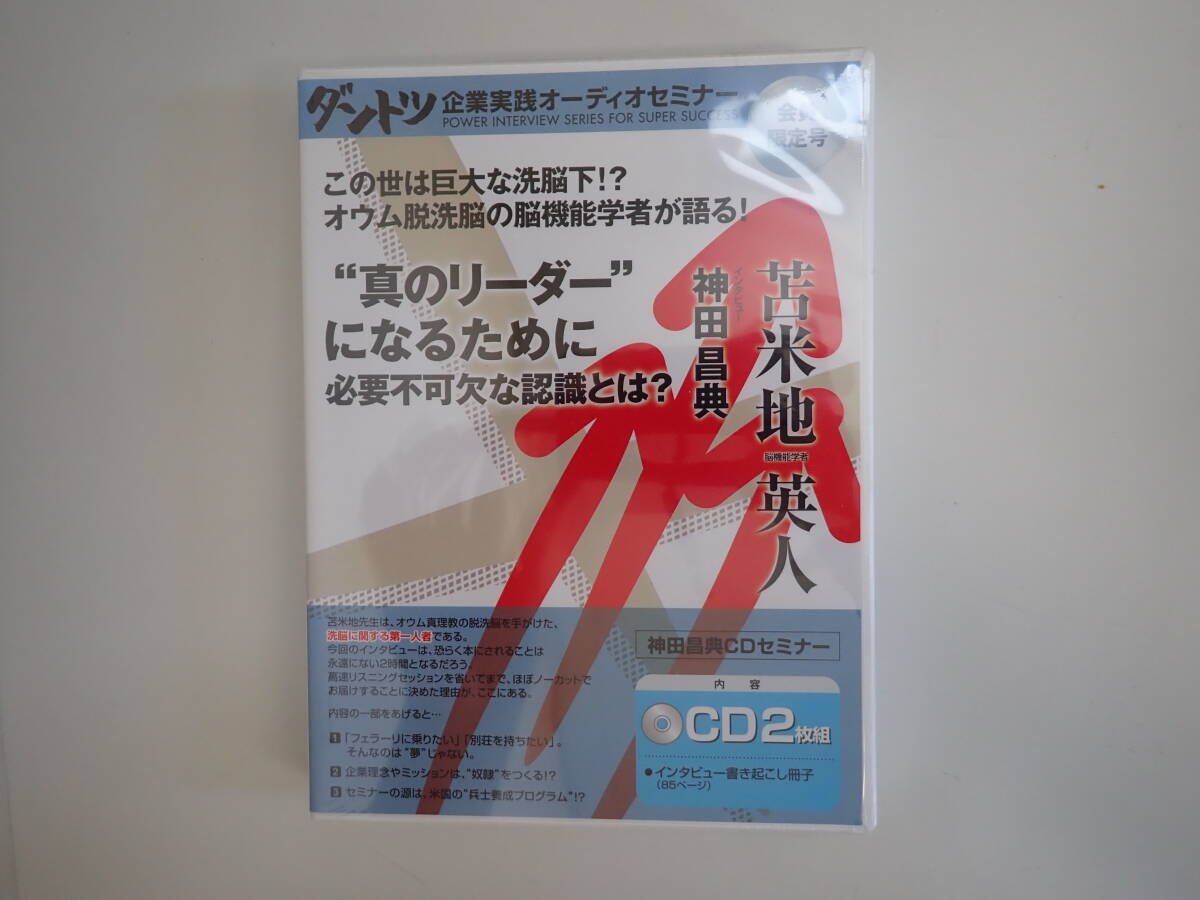 ダントツ 企業実践オーディオセミナー
POWER INTERVIEW SERIES FOR SUPER SUCCESS
会員
限定号
この世は巨大な洗脳下!?
オウム脱洗脳の脳機能学者が語る!
“真のリーダー”
になるために
必要不可欠な認識とは?
苫米地英人
脳機能学者
インタビュー
神田昌典
苫米地先生は、オウム真理教の脱洗脳を手がけた、
洗脳に関する第一人者である。
今回のインタビューは、恐らく本にされることは
永遠にない2時間となるだろう。
高速リスニングセッションを省いてまで、ほぼノーカットで
お届けすることに決めた理由が、ここにある。
内容の一部をあげると…
1 「フェラーリに乗りたい」「別荘を持ちたい」。
そんなのは“夢”じゃない。
2 企業理念やミッションは、“奴隷”をつくる!?
3 セミナーの源は、米国の“兵士養成プログラム”!?
神田昌典CDセミナー
内 容
CD2枚組
●インタビュー書き起こし冊子
(85ページ)